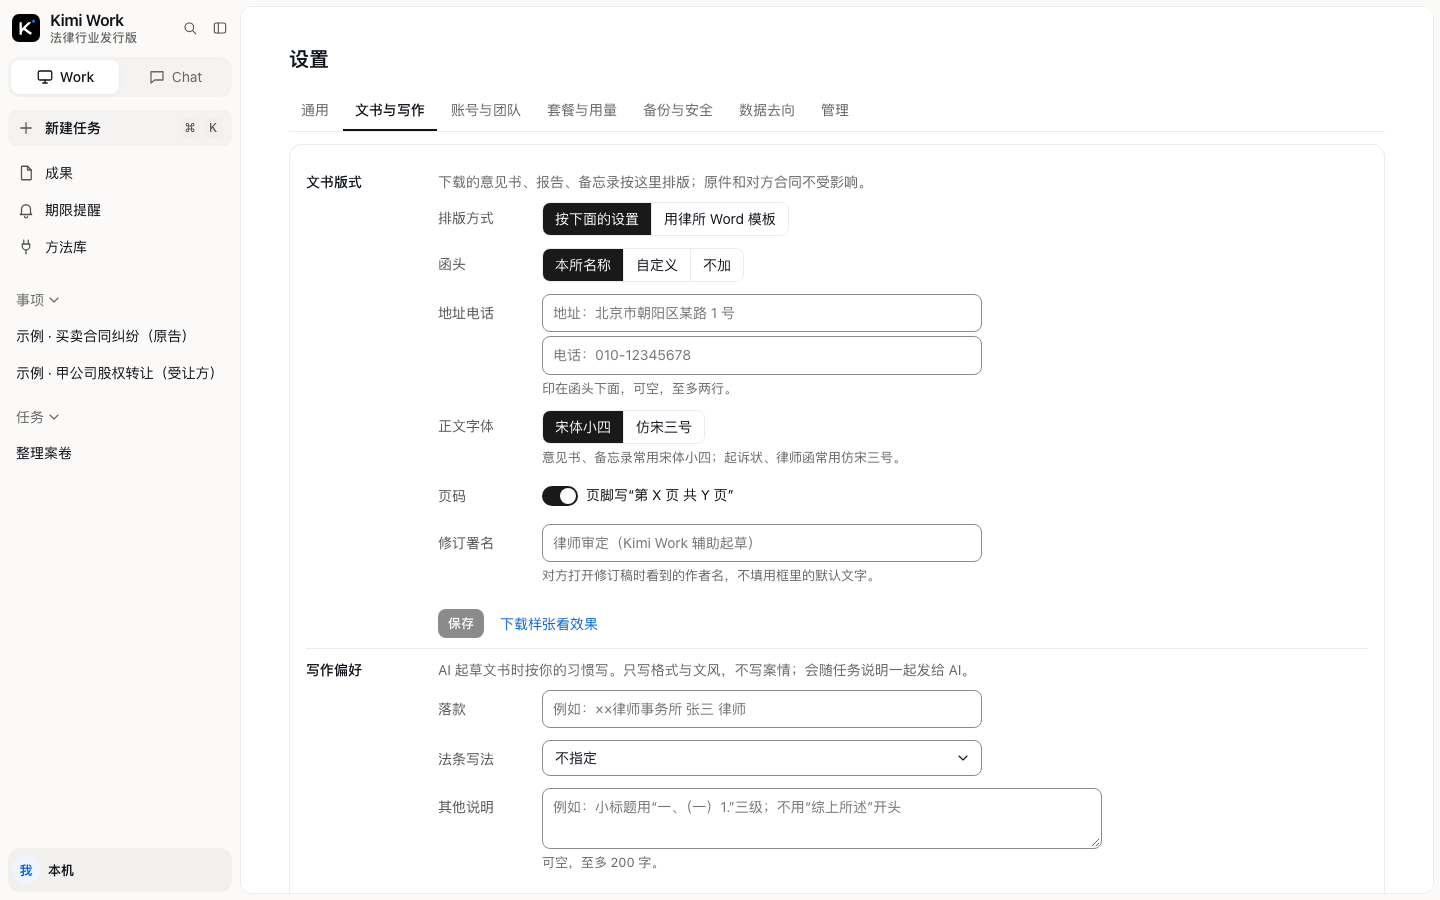 Kimi Work
法律行业发行版
Work
Chat
新建任务
⌘ K
成果
期限提醒
方法库
事项
示例 · 买卖合同纠纷（原告）
示例 · 甲公司股权转让（受让方）
任务
整理案卷
我 本机
设置
通用 文书与写作 账号与团队 套餐与用量 备份与安全 数据去向 管理
文书版式
下载的意见书、报告、备忘录按这里排版；原件和对方合同不受影响。
排版方式 按下面的设置 用律所 Word 模板
函头 本所名称 自定义 不加
地址电话 地址：北京市朝阳区某路 1 号
电话：010-12345678
印在函头下面，可空，至多两行。
正文字体 宋体小四 仿宋三号
意见书、备忘录常用宋体小四；起诉状、律师函常用仿宋三号。
页码 页脚写“第 X 页 共 Y 页”
修订署名 律师审定（Kimi Work 辅助起草）
对方打开修订稿时看到的作者名，不填用框里的默认文字。
保存 下载样张看效果
写作偏好
AI 起草文书时按你的习惯写。只写格式与文风，不写案情；会随任务说明一起发给 AI。
落款 例如：××律师事务所 张三 律师
法条写法 不指定
其他说明 例如：小标题用“一、（一）1.”三级；不用“综上所述”开头
可空，至多 200 字。